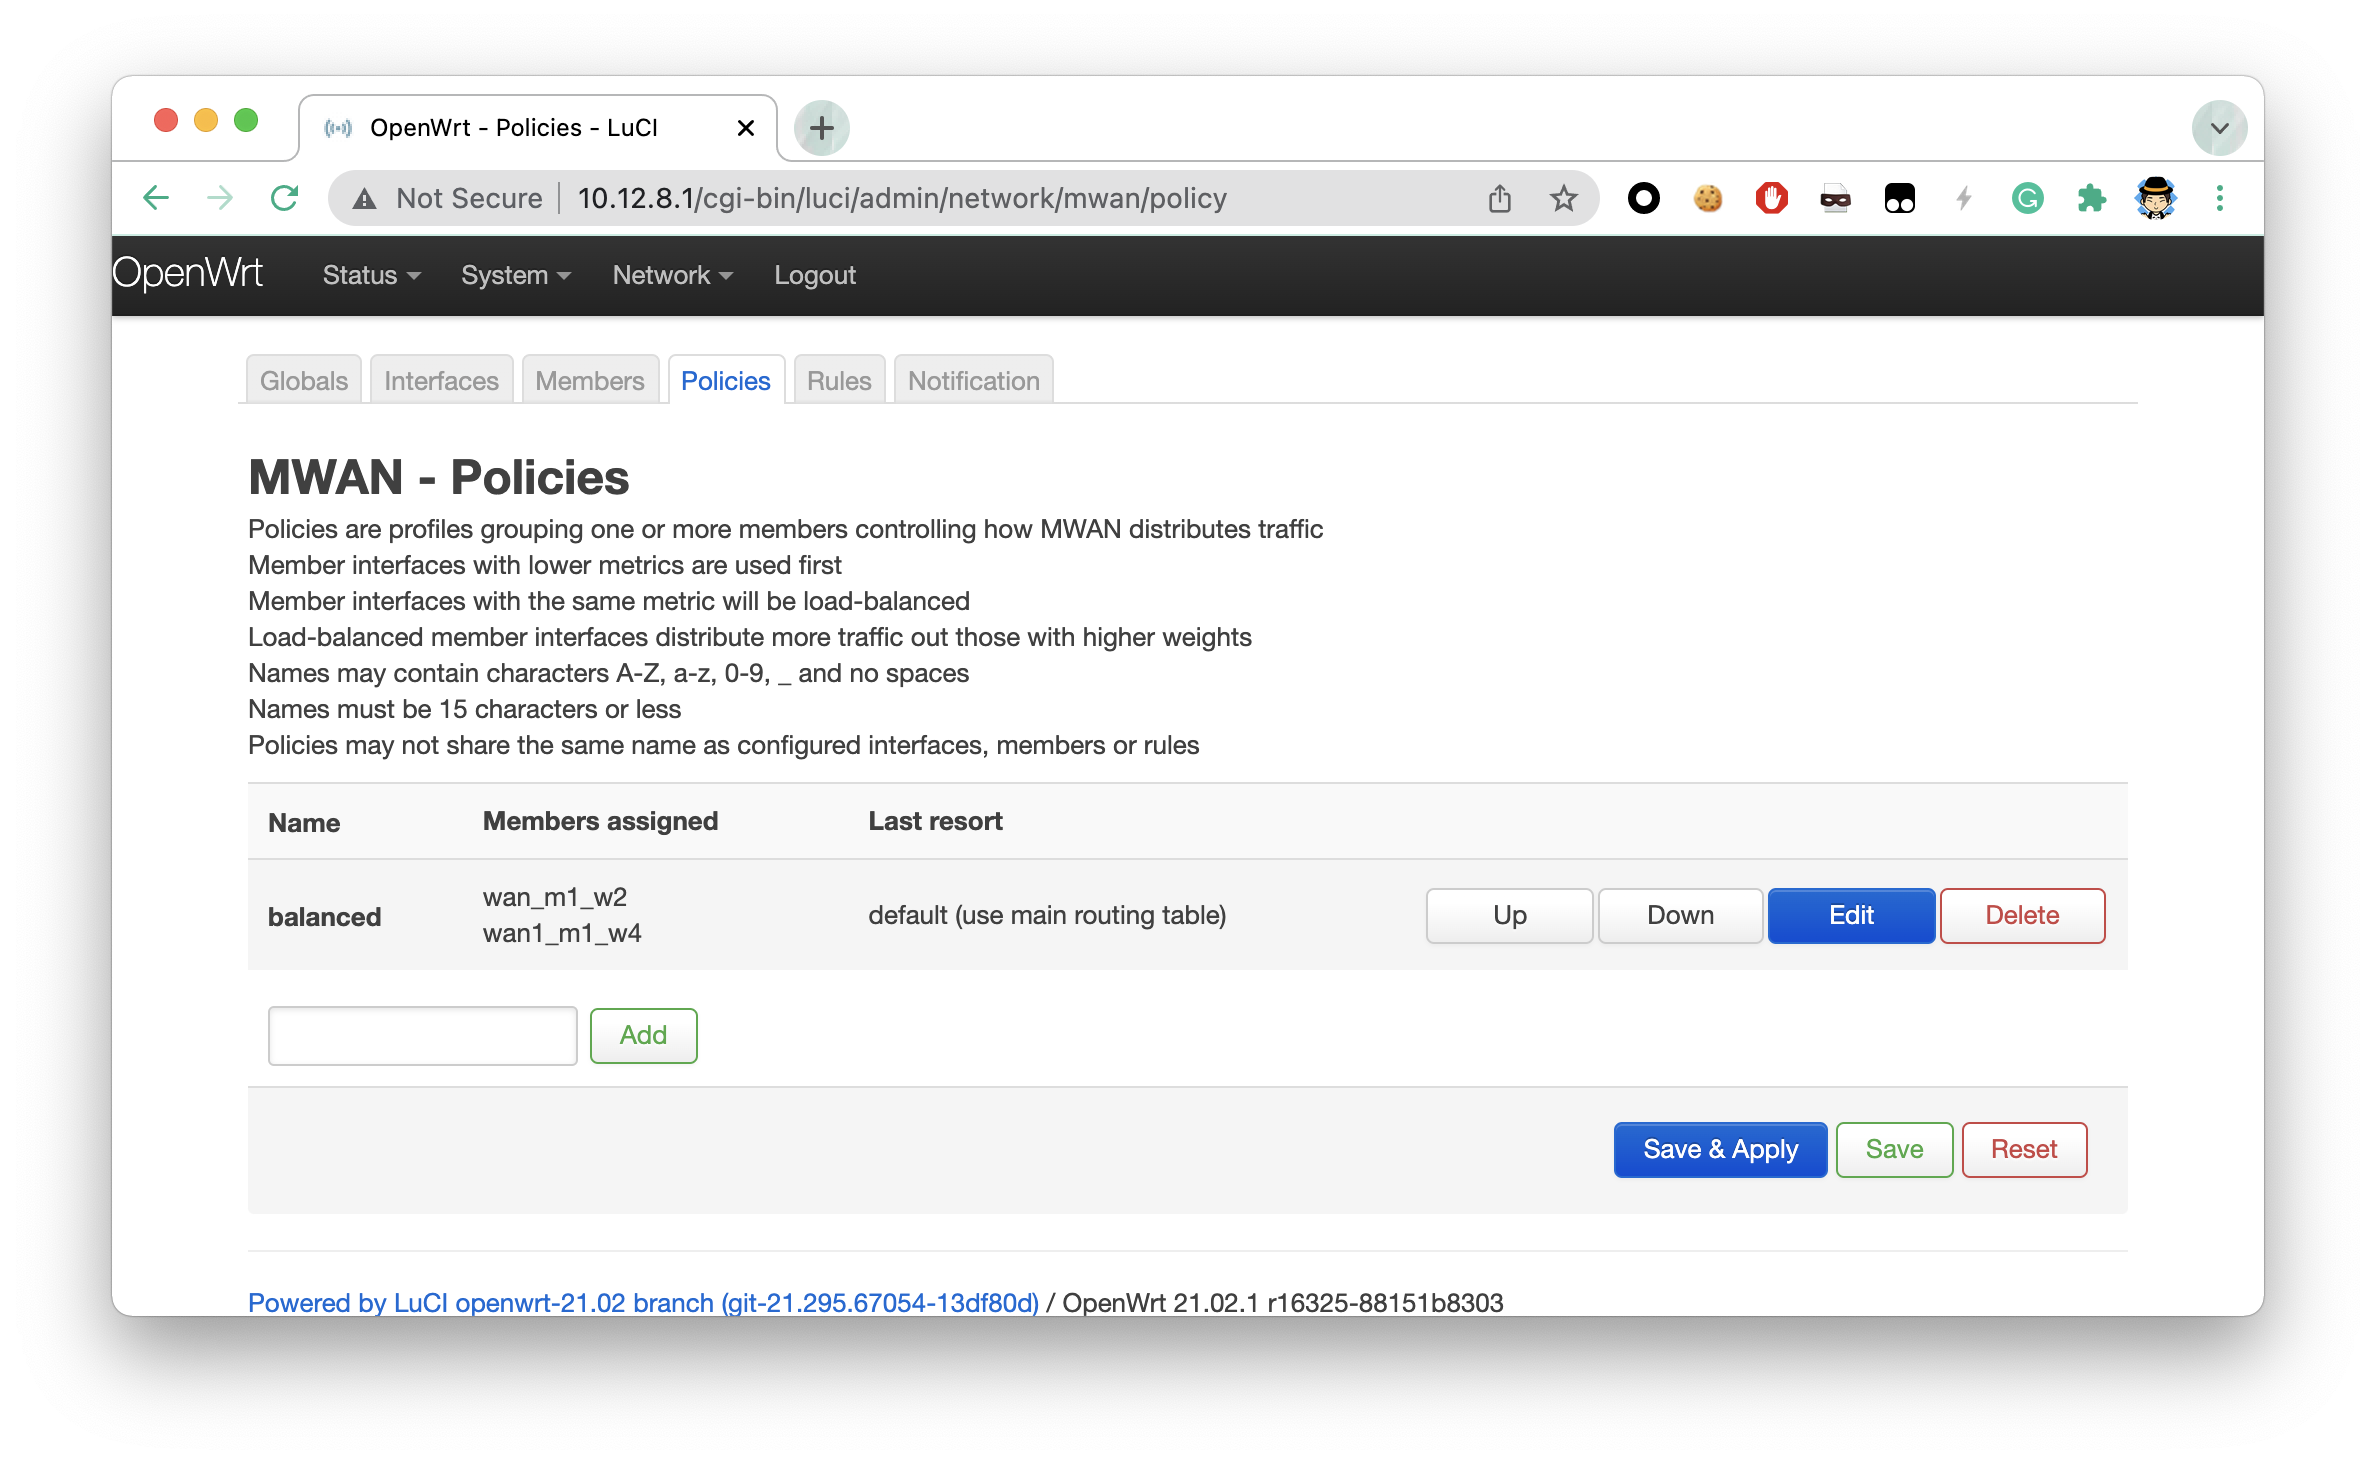 OpenWrt - Policies - LuCI
Not Secure
10.12.8.1/cgi-bin/luci/admin/network/mwan/policy
OpenWrt Status System Network Logout
Globals Interfaces Members Policies Rules Notification
MWAN - Policies
Policies are profiles grouping one or more members controlling how MWAN distributes traffic
Member interfaces with lower metrics are used first
Member interfaces with the same metric will be load-balanced
Load-balanced member interfaces distribute more traffic out those with higher weights
Names may contain characters A-Z, a-z, 0-9, _ and no spaces
Names must be 15 characters or less
Policies may not share the same name as configured interfaces, members or rules
Name Members assigned Last resort
balanced
wan_m1_w2
wan1_m1_w4
default (use main routing table)
Up Down Edit Delete
Add
Save & Apply Save Reset
Powered by LuCI openwrt-21.02 branch (git-21.295.67054-13df80d) / OpenWrt 21.02.1 r16325-88151b8303